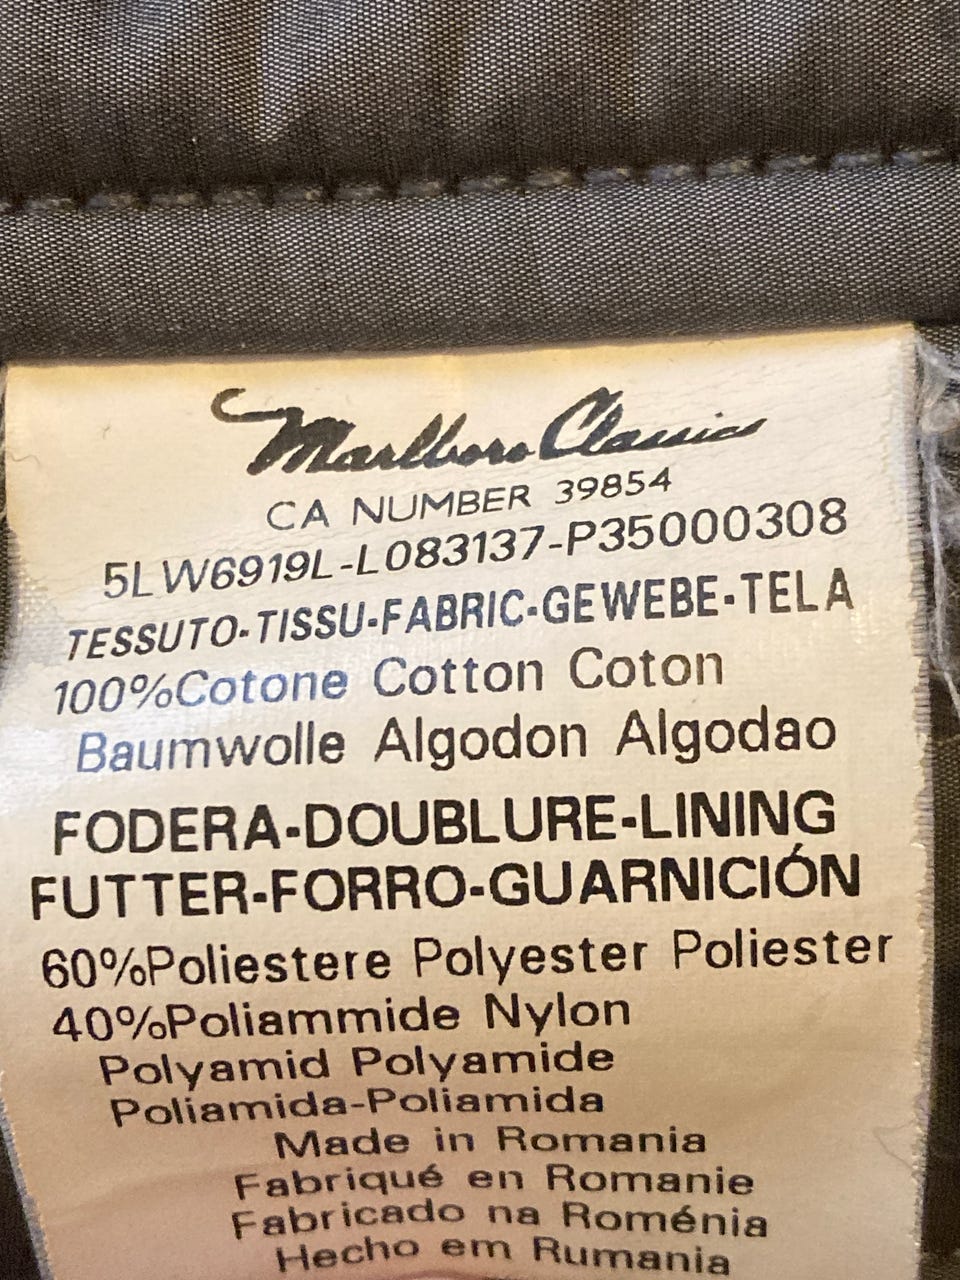 Marlboro Classics
CA NUMBER 39854
5LW6919L-L083137-P35000308
TESSUTO-TISSU-FABRIC-GEWEBE-TELA
100%Cotone Cotton Coton
Baumwolle Algodon Algodao
FODERA-DOUBLURE-LINING
FUTTER-FORRO-GUARNICIÓN
60%Poliestere Polyester Poliester
40%Poliammide Nylon
Polyamid Polyamide
Poliamida-Poliamida
Made in Romania
Fabriqué en Romanie
Fabricado na Roménia
Hecho em Rumania